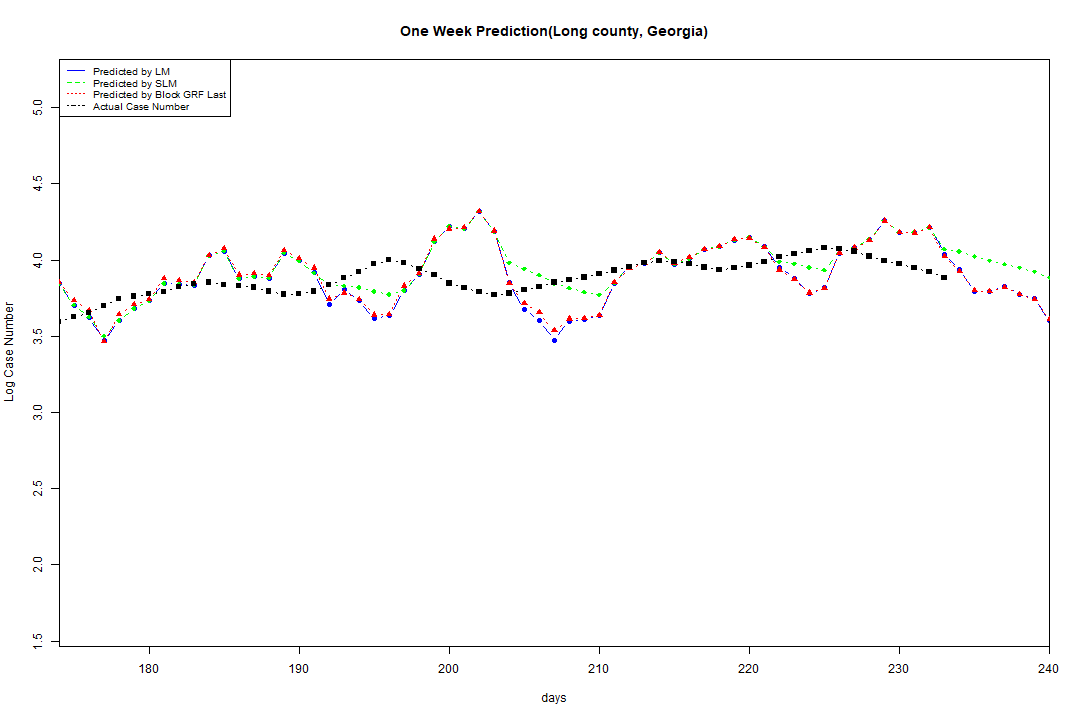 One Week Prediction(Long county, Georgia)
Predicted by LM
Predicted by SLM
Predicted by Block GRF Last
Actual Case Number
5.0
4.5
4.0
3.5
3.0
2.5
2.0
1.5
Log Case Number
180 190 200 210 220 230 240
days